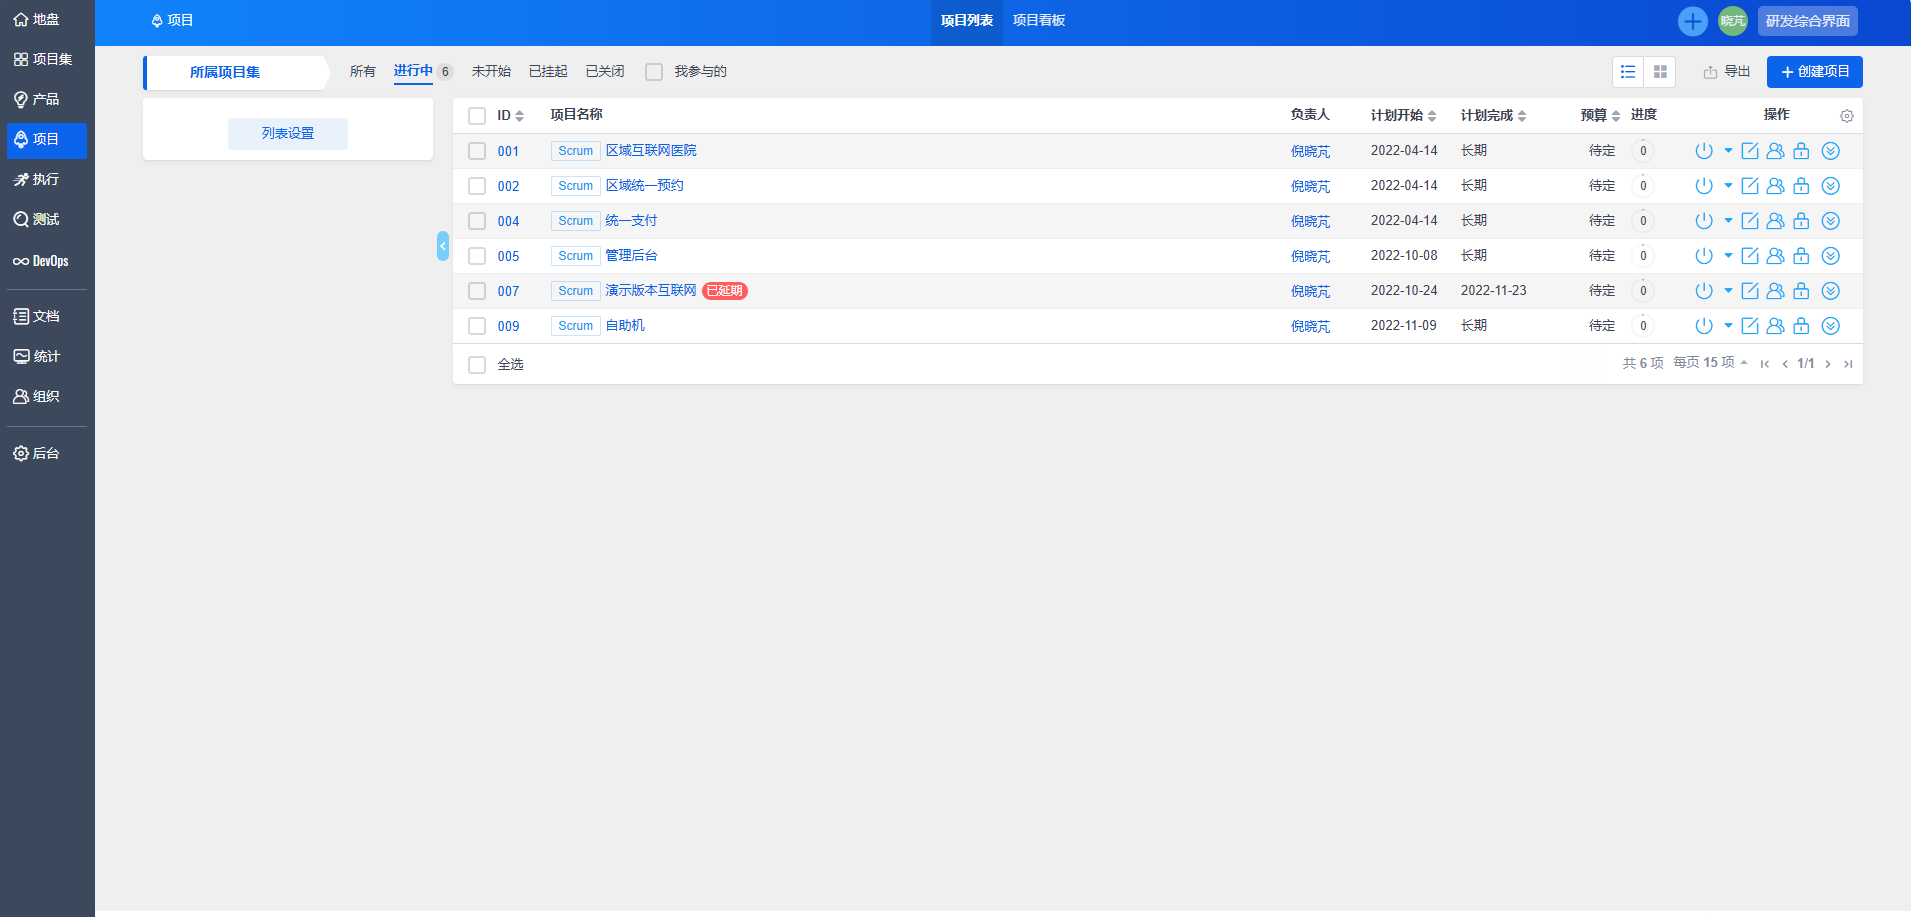 地盘
项目集
产品
项目
执行
测试
DevOps
文档
统计
组织
后台
项目
项目列表 项目看板
晓芃 研发综合界面
所属项目集 所有 进行中 6 未开始 已挂起 已关闭 我参与的 导出 创建项目
列表设置
ID 项目名称 负责人 计划开始 计划完成 预算 进度 操作
001 Scrum 区域互联网医院 倪晓芃 2022-04-14 长期 待定 0
002 Scrum 区域统一预约 倪晓芃 2022-04-14 长期 待定 0
004 Scrum 统一支付 倪晓芃 2022-04-14 长期 待定 0
005 Scrum 管理后台 倪晓芃 2022-10-08 长期 待定 0
007 Scrum 演示版本互联网 已延期 倪晓芃 2022-10-24 2022-11-23 待定 0
009 Scrum 自助机 倪晓芃 2022-11-09 长期 待定 0
全选 共 6 项 每页 15 项 1/1